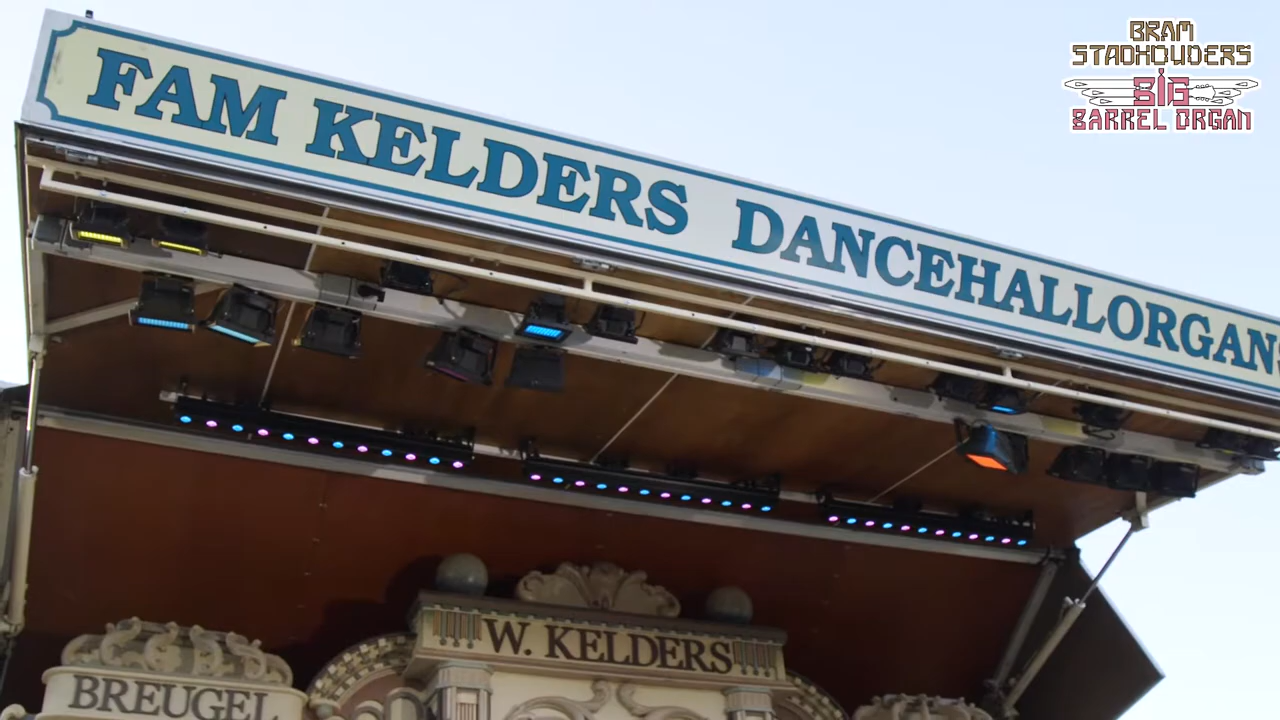 BRAM
STADHOUDERS
BIG
BARREL ORGAN
FAM KELDERS DANCEHALLORGANS
W. KELDERS
BREUGEL